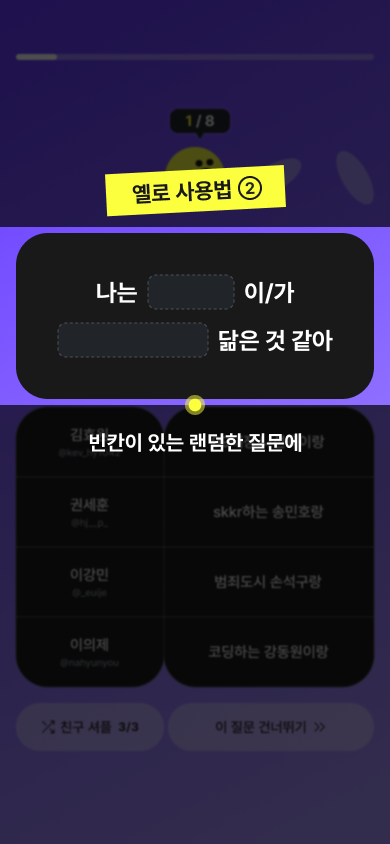 1 / 8
옐로 사용법 ②
나는 이/가
닮은 것 같아
빈칸이 있는 랜덤한 질문에
권세훈
@hj__p_
skkr하는 송민호랑
이강민
@_euije
범죄도시 손석구랑
이의제
@nahyunyou
코딩하는 강동원이랑
친구 셔플 3/3
이 질문 건너뛰기